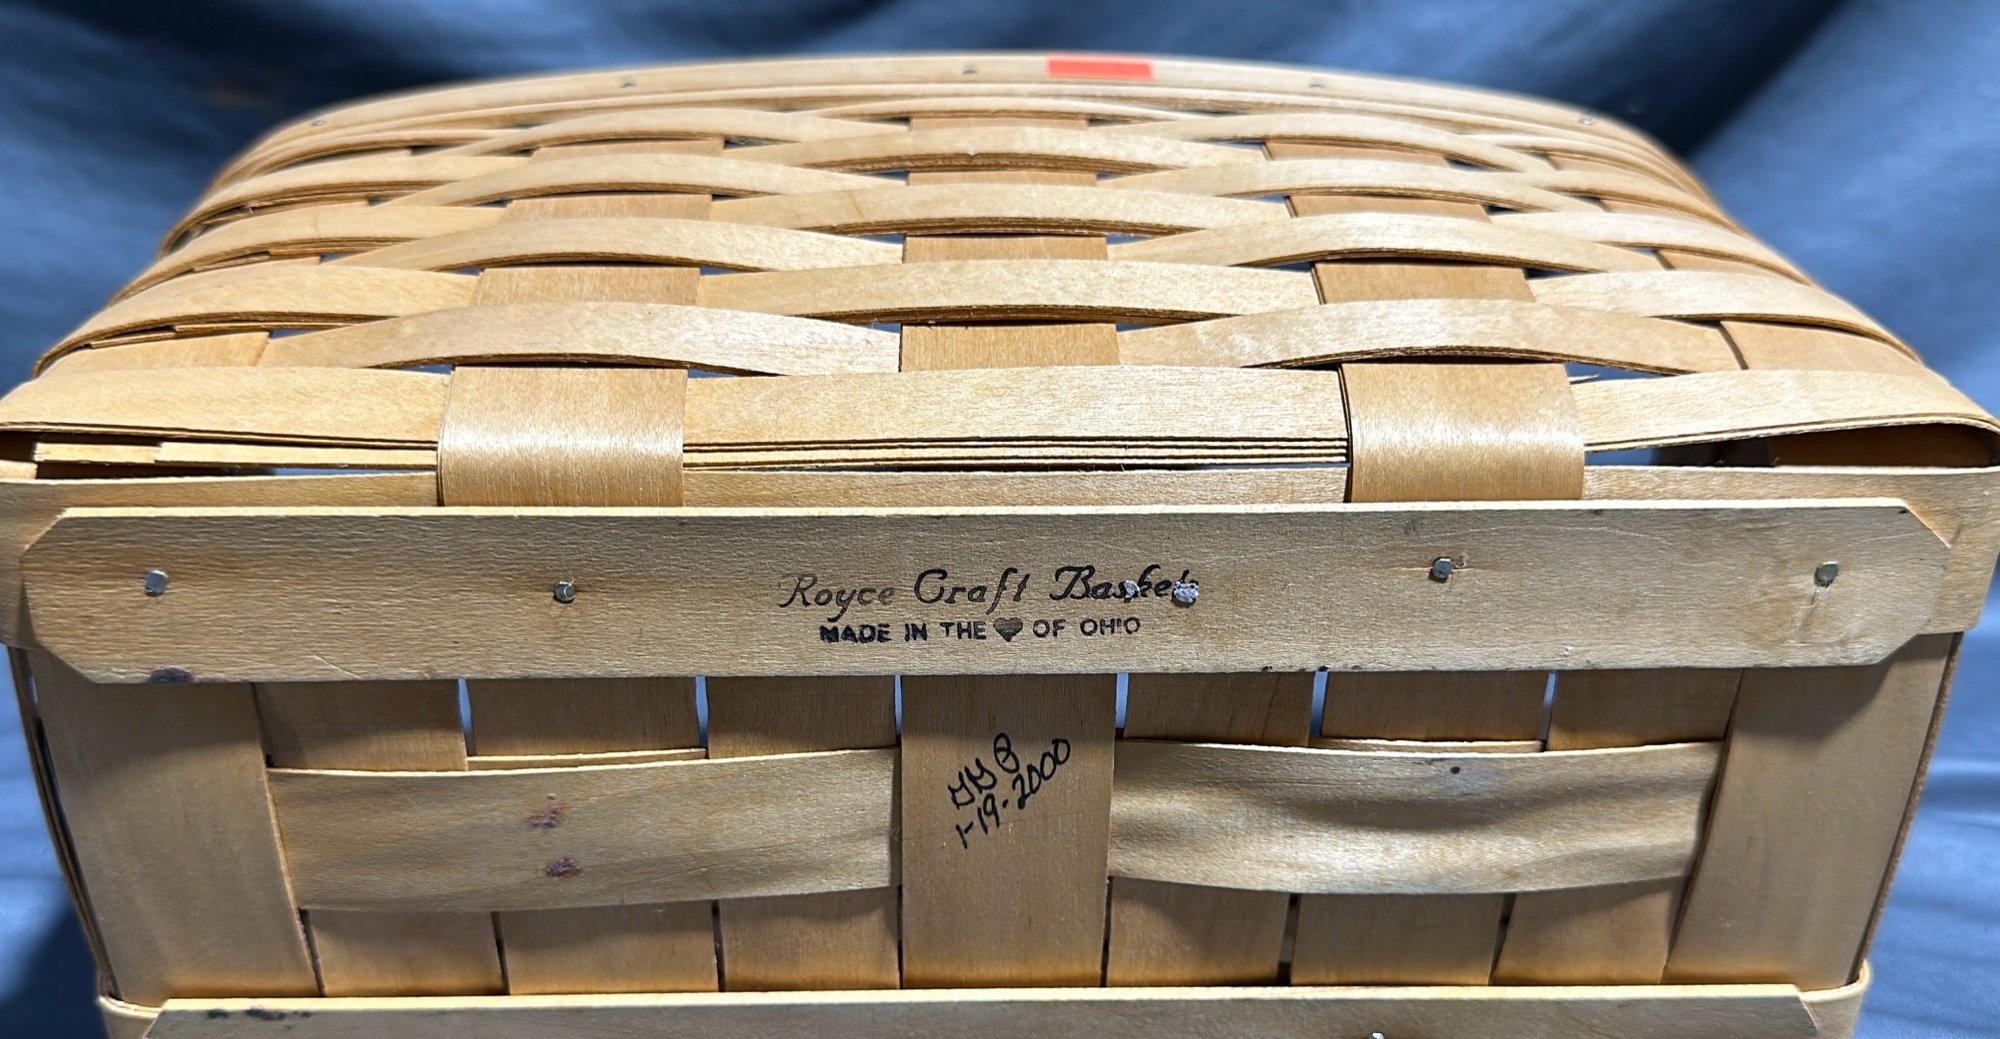 Royce Craft Baskets
MADE IN THE ♥ OF OHIO
1-19-2000